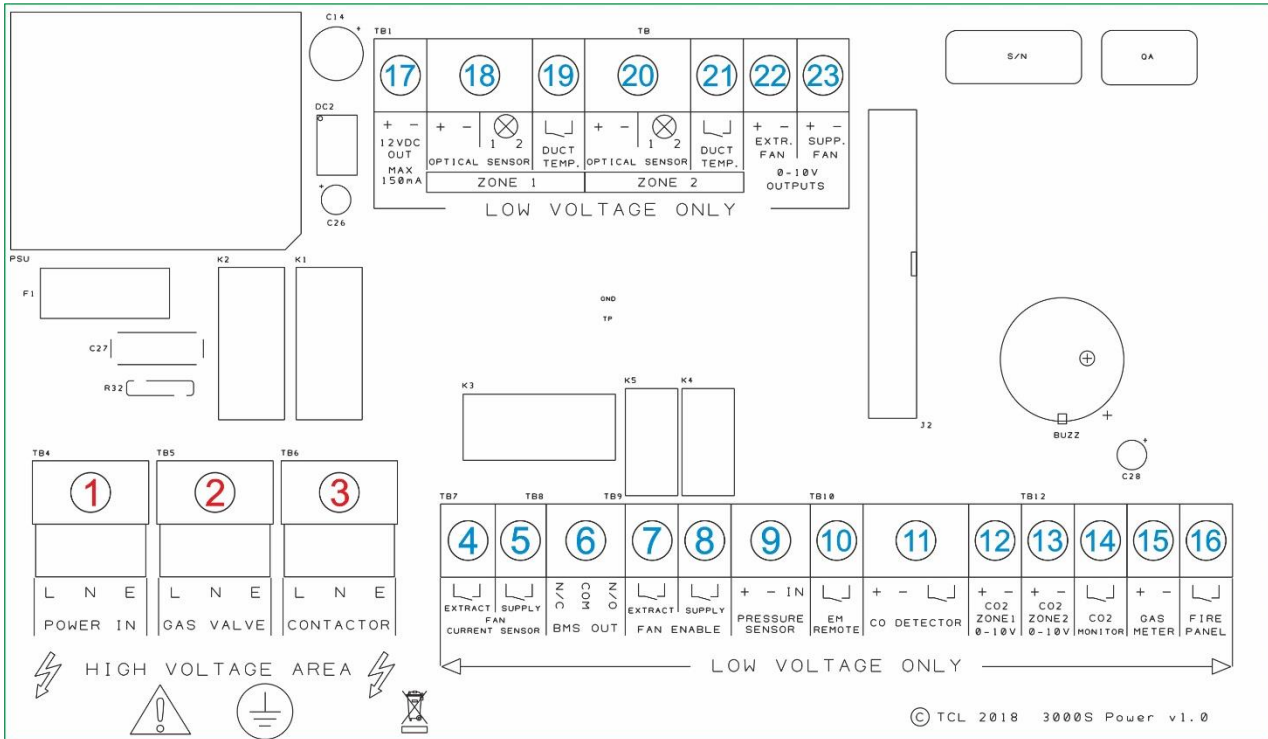 C14
TB1 TB
S/N QA
17 18 19 20 21 22 23
DC2
+ - + - 1 2 + - 1 2 + - + -
12VDC OUT MAX 150mA
OPTICAL SENSOR
DUCT TEMP.
OPTICAL SENSOR
DUCT TEMP.
EXTR. FAN
SUPP. FAN
0-10V OUTPUTS
ZONE 1 ZONE 2
LOW VOLTAGE ONLY
+
C26
PSU K2 K1
F1
GND
TP
C27
R32
K3 K5 K4
J2
+
BUZZ
+
C28
TB4 TB5 TB6
1 2 3
L N E L N E L N E
POWER IN GAS VALVE CONTACTOR
HIGH VOLTAGE AREA
TB7 TB8 TB9 TB10 TB12
4 5 6 7 8 9 10 11 12 13 14 15 16
EXTRACT SUPPLY
FAN
CURRENT SENSOR
N/C COM N/O
BMS OUT
EXTRACT SUPPLY
FAN ENABLE
+ - IN
PRESSURE
SENSOR
EM
REMOTE
+ -
CO DETECTOR
+ -
CO2
ZONE1
0-10V
+ -
CO2
ZONE2
0-10V
CO2
MONITOR
+ -
GAS
METER
FIRE
PANEL
LOW VOLTAGE ONLY
© TCL 2018 3000S Power v1.0